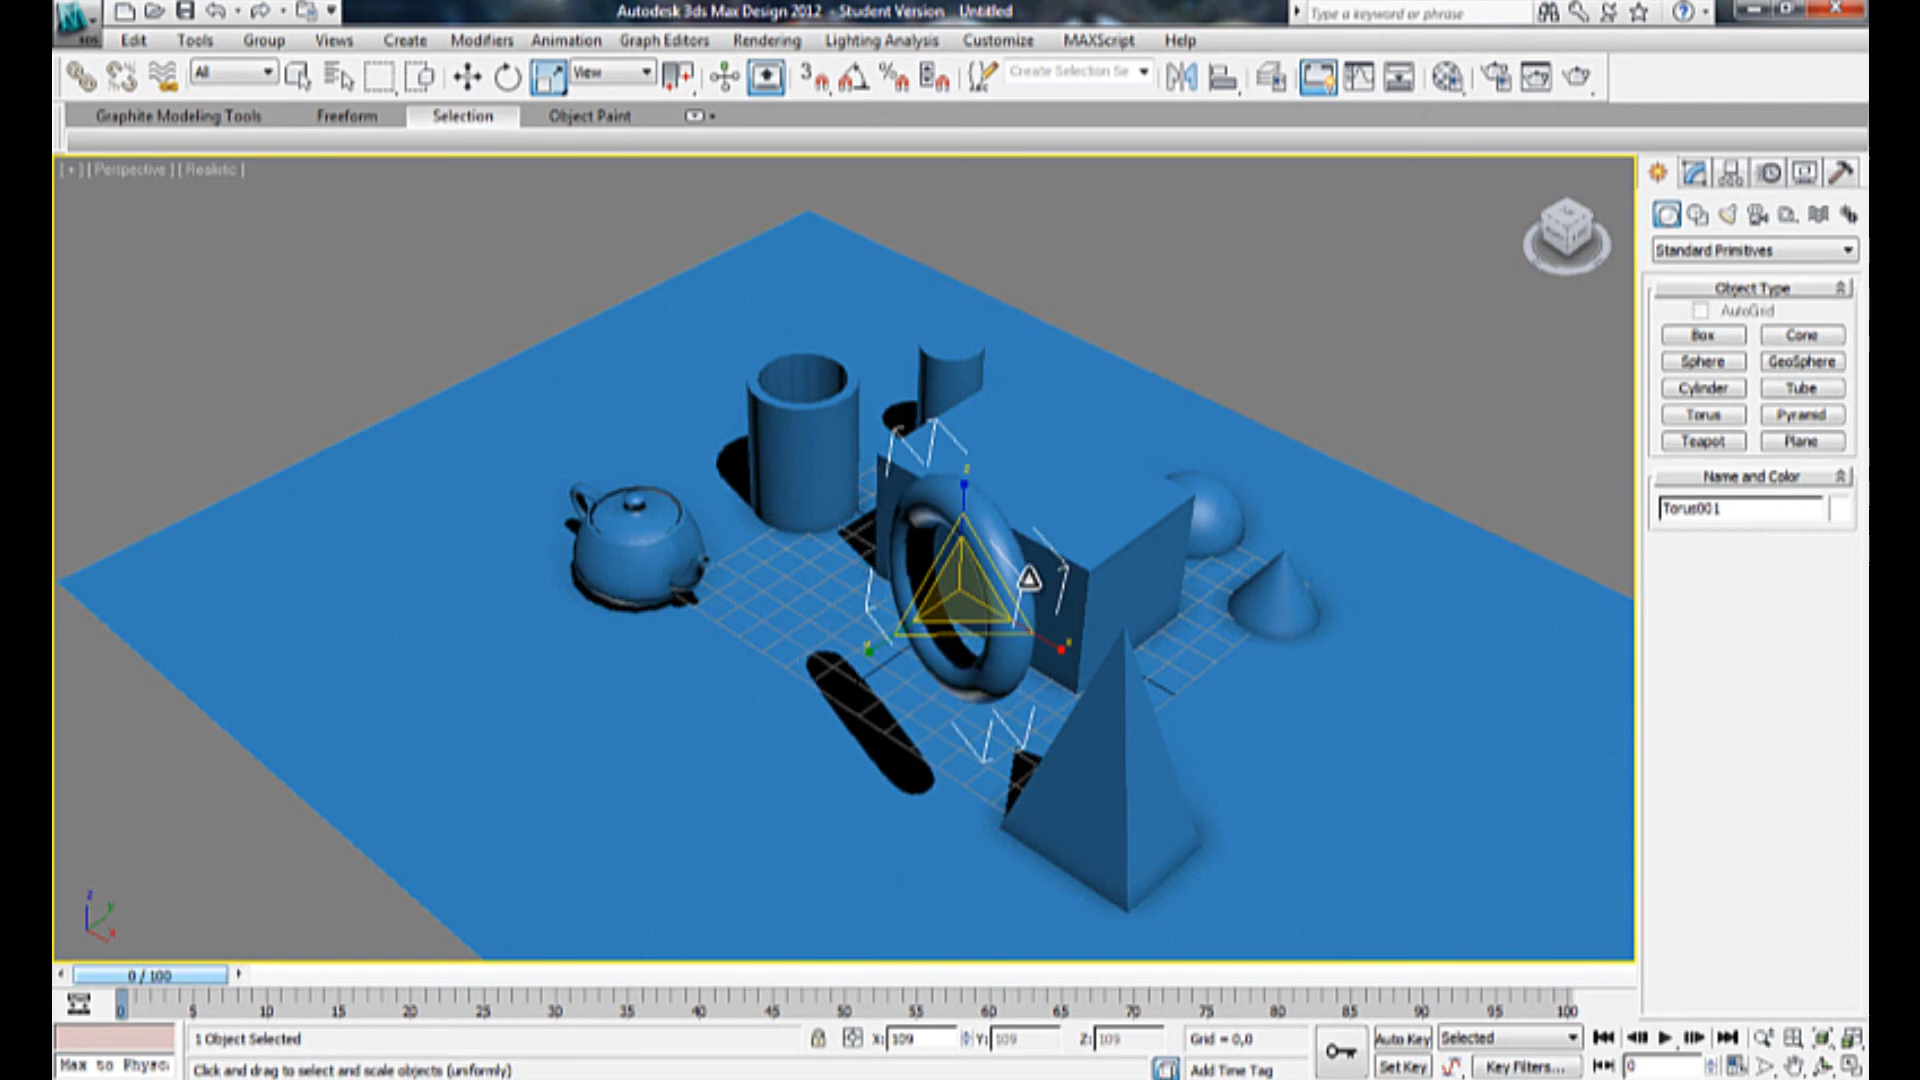 Autodesk 3ds Max Design 2012 - Student Version Untitled
Type a keyword or phrase
Edit Tools Group Views Create Modifiers Animation Graph Editors Rendering Lighting Analysis Customize MAXScript Help
All
View
3
Create Selection Se
Graphite Modeling Tools Freeform Selection Object Paint
[ + ] [ Perspective ] [ Realistic ]
Standard Primitives
Object Type
AutoGrid
Box Cone
Sphere GeoSphere
Cylinder Tube
Torus Pyramid
Teapot Plane
Name and Color
Torus001
z
x
y
z
y
x
0 / 100
0 5 10 15 20 25 30 35 40 45 50 55 60 65 70 75 80 85 90 95 100
1 Object Selected
X: 109 Y: 109 Z: 109
Grid = 0,0
Auto Key Selected
Max to Physc
Click and drag to select and scale objects (uniformly)
Add Time Tag
Set Key Key Filters... 0